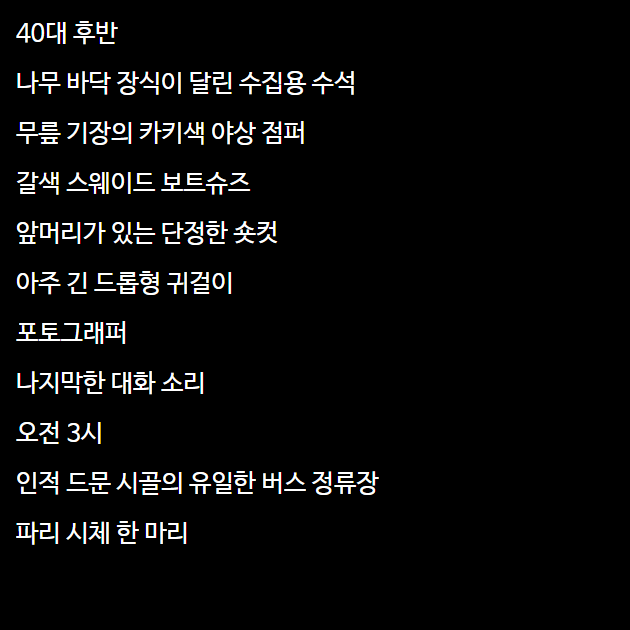 40대 후반
나무 바닥 장식이 달린 수집용 수석
무릎 기장의 카키색 야상 점퍼
갈색 스웨이드 보트슈즈
앞머리가 있는 단정한 숏컷
아주 긴 드롭형 귀걸이
포토그래퍼
나지막한 대화 소리
오전 3시
인적 드문 시골의 유일한 버스 정류장
파리 시체 한 마리